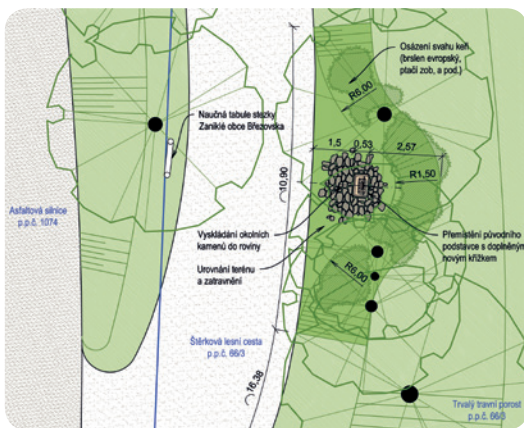 Osázení svahu keři
(brslen evropský,
ptačí zob, a pod.)
R6,00
Naučná tabule stezky
Zaniklé obce Březovska
1,5
0,53
2,57
10,90
R1,50
Asfaltová silnice
p.p.č. 1074
Vyskládání okolních
kamenů do roviny
Přemístění původního
podstavce s doplněným
novým křížkem
Urovnání terénu
a zatravnění
R6,00
Štěrková lesní cesta
p.p.č. 66/3
16,38
Trvalý travní porost
p.p.č. 66/3